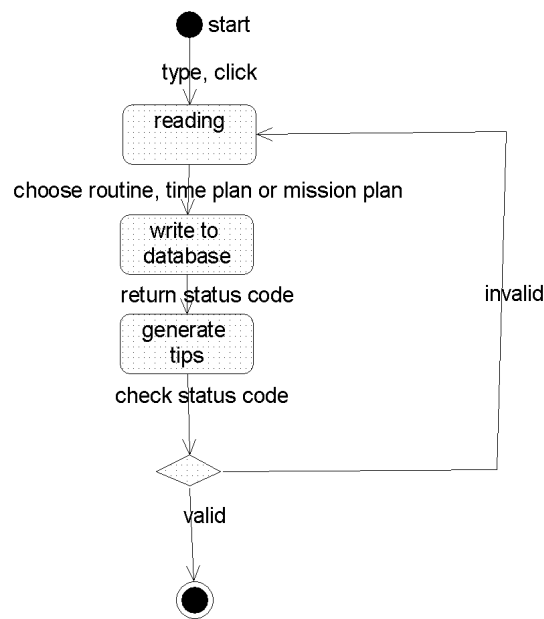 start
type, click
reading
choose routine, time plan or mission plan
write to
database
return status code
invalid
generate
tips
check status code
valid